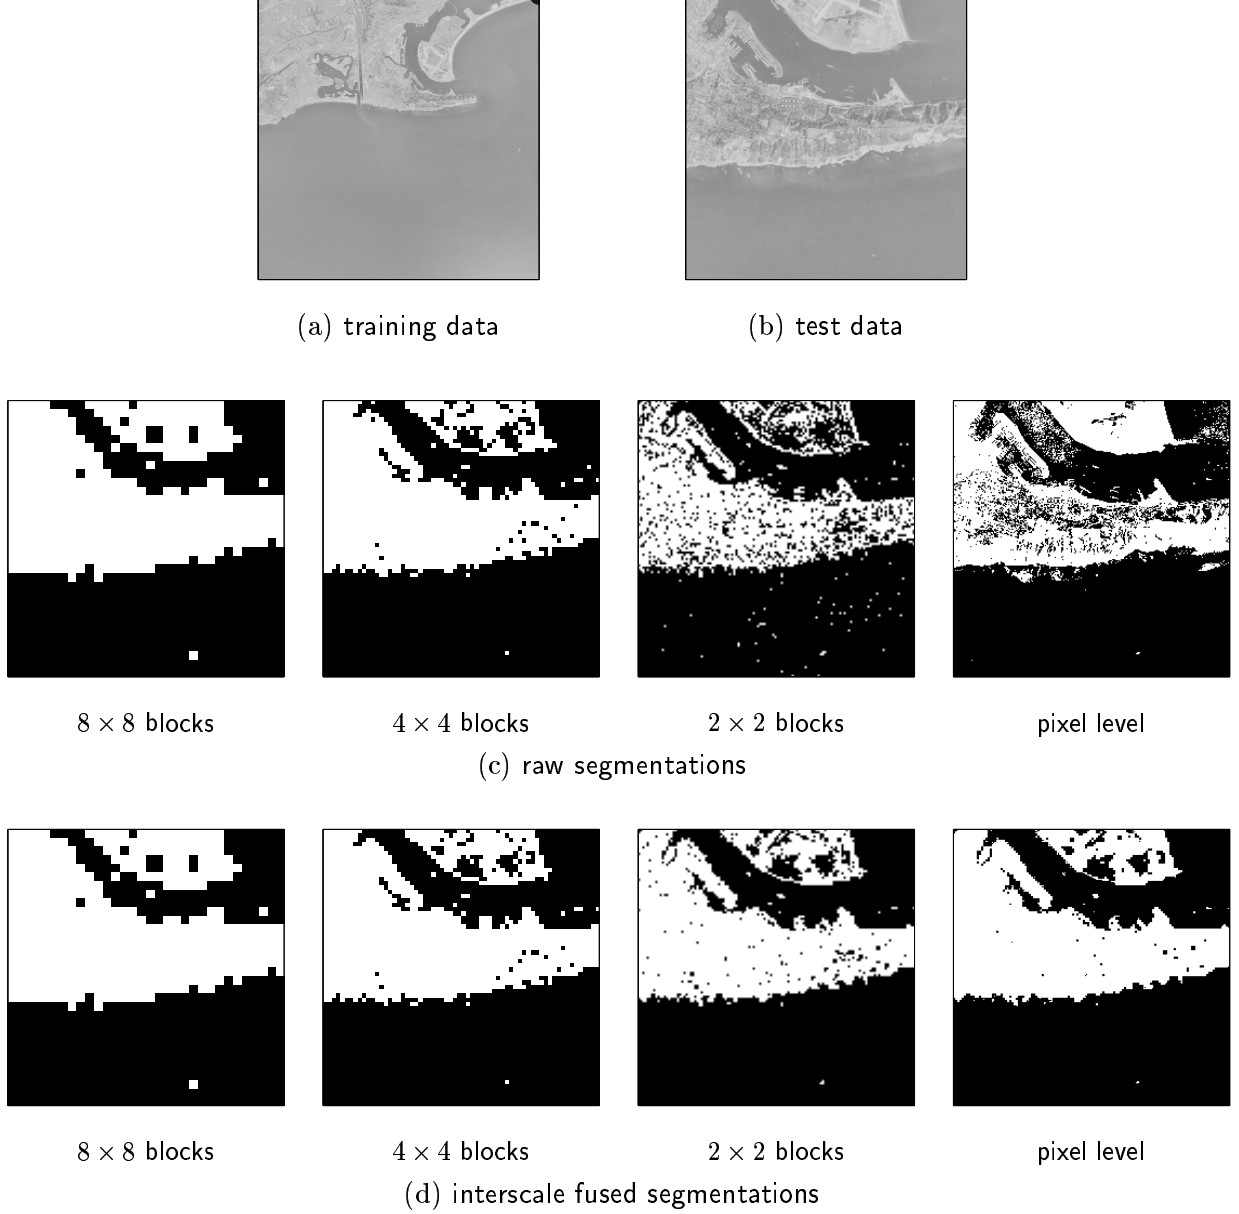 (a) training data
(b) test data
8 × 8 blocks
4 × 4 blocks
2 × 2 blocks
pixel level
(c) raw segmentations
8 × 8 blocks
4 × 4 blocks
2 × 2 blocks
pixel level
(d) interscale fused segmentations